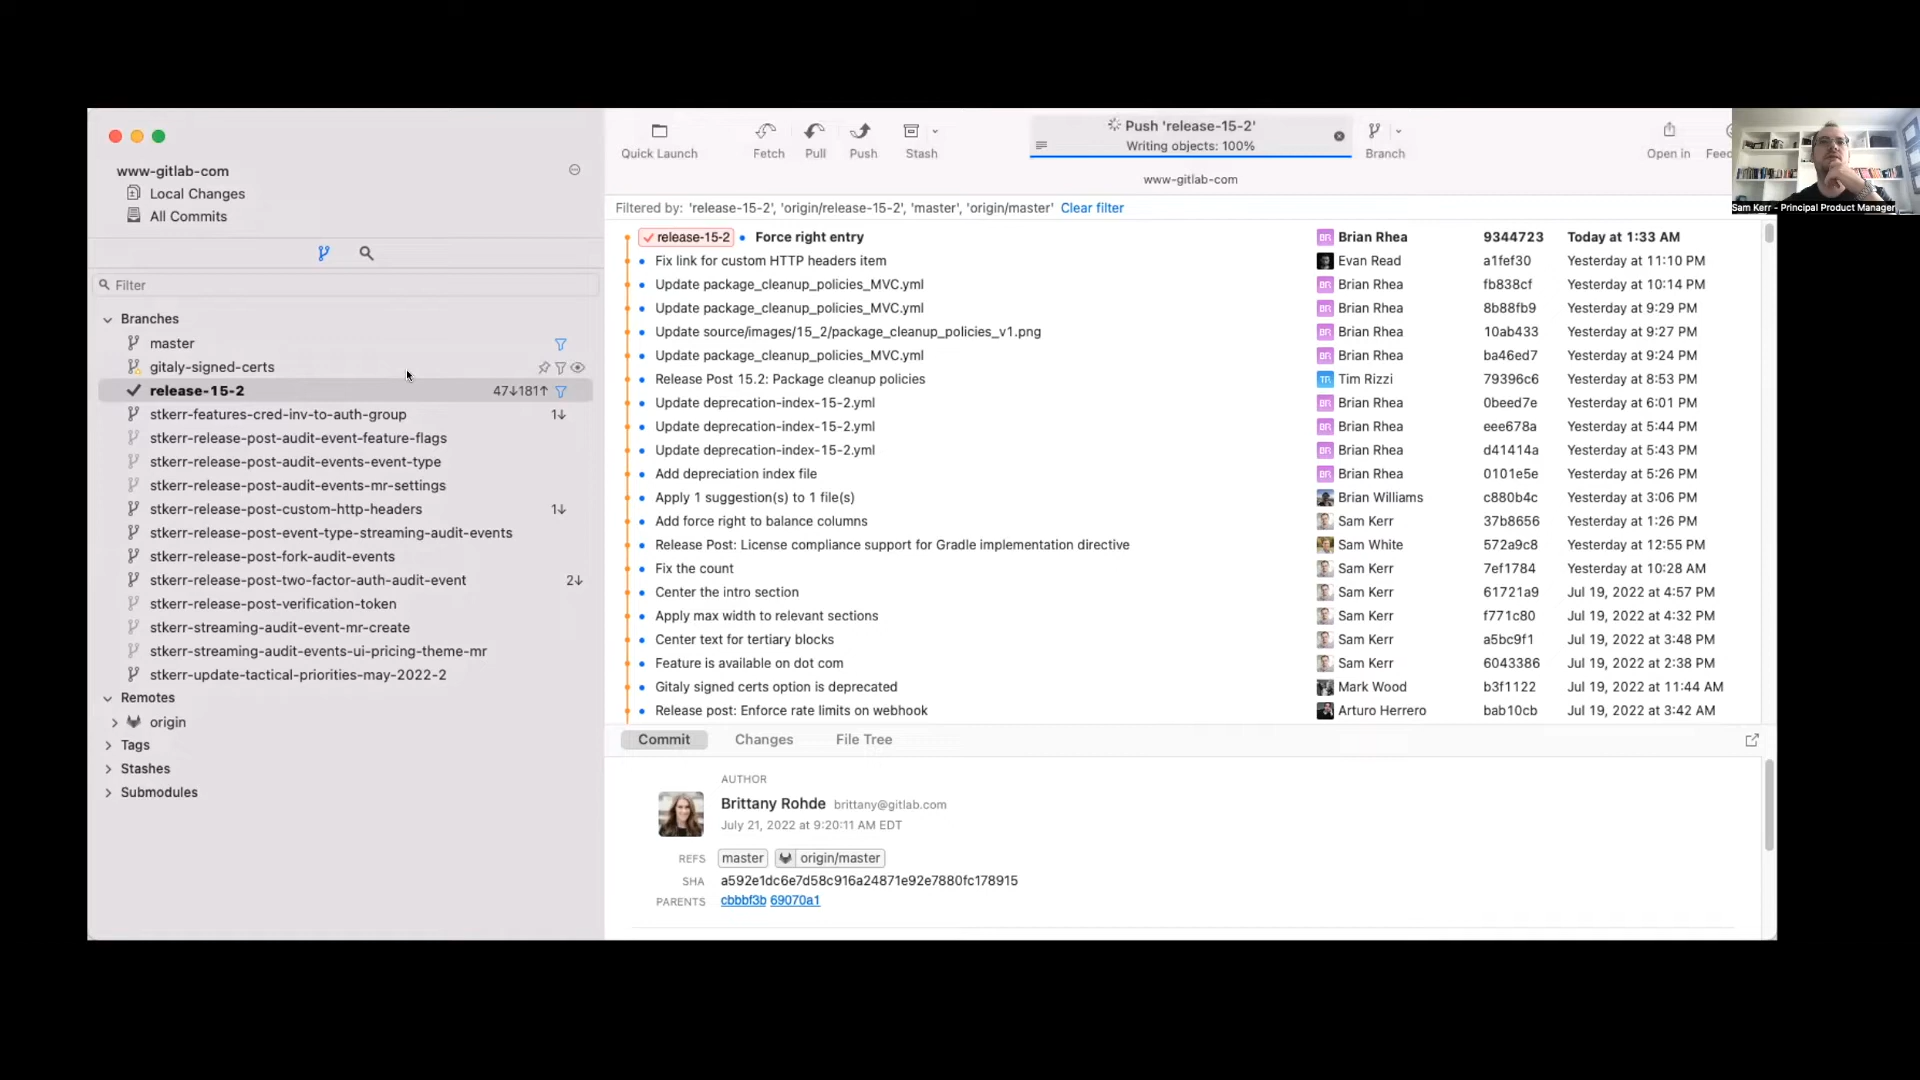 www-gitlab-com
Local Changes
All Commits
Filter
Branches
master
gitaly-signed-certs
release-15-2 47↓181↑
stkerr-features-cred-inv-to-auth-group 1↓
stkerr-release-post-audit-event-feature-flags
stkerr-release-post-audit-events-event-type
stkerr-release-post-audit-events-mr-settings
stkerr-release-post-custom-http-headers 1↓
stkerr-release-post-event-type-streaming-audit-events
stkerr-release-post-fork-audit-events
stkerr-release-post-two-factor-auth-audit-event 2↓
stkerr-release-post-verification-token
stkerr-streaming-audit-event-mr-create
stkerr-streaming-audit-events-ui-pricing-theme-mr
stkerr-update-tactical-priorities-may-2022-2
Remotes
origin
Tags
Stashes
Submodules
Quick Launch Fetch Pull Push Stash
Push 'release-15-2'
Writing objects: 100%
Branch Open in Feed
www-gitlab-com
Sam Kerr - Principal Product Manager
Filtered by: 'release-15-2', 'origin/release-15-2', 'master', 'origin/master' Clear filter
release-15-2 Force right entry BR Brian Rhea 9344723 Today at 1:33 AM
Fix link for custom HTTP headers item Evan Read a1fef30 Yesterday at 11:10 PM
Update package_cleanup_policies_MVC.yml BR Brian Rhea fb838cf Yesterday at 10:14 PM
Update package_cleanup_policies_MVC.yml BR Brian Rhea 8b88fb9 Yesterday at 9:29 PM
Update source/images/15_2/package_cleanup_policies_v1.png BR Brian Rhea 10ab433 Yesterday at 9:27 PM
Update package_cleanup_policies_MVC.yml BR Brian Rhea ba46ed7 Yesterday at 9:24 PM
Release Post 15.2: Package cleanup policies TR Tim Rizzi 79396c6 Yesterday at 8:53 PM
Update deprecation-index-15-2.yml BR Brian Rhea 0beed7e Yesterday at 6:01 PM
Update deprecation-index-15-2.yml BR Brian Rhea eee678a Yesterday at 5:44 PM
Update deprecation-index-15-2.yml BR Brian Rhea d41414a Yesterday at 5:43 PM
Add depreciation index file BR Brian Rhea 0101e5e Yesterday at 5:26 PM
Apply 1 suggestion(s) to 1 file(s) Brian Williams c880b4c Yesterday at 3:06 PM
Add force right to balance columns Sam Kerr 37b8656 Yesterday at 1:26 PM
Release Post: License compliance support for Gradle implementation directive Sam White 572a9c8 Yesterday at 12:55 PM
Fix the count Sam Kerr 7ef1784 Yesterday at 10:28 AM
Center the intro section Sam Kerr 61721a9 Jul 19, 2022 at 4:57 PM
Apply max width to relevant sections Sam Kerr f771c80 Jul 19, 2022 at 4:32 PM
Center text for tertiary blocks Sam Kerr a5bc9f1 Jul 19, 2022 at 3:48 PM
Feature is available on dot com Sam Kerr 6043386 Jul 19, 2022 at 2:38 PM
Gitaly signed certs option is deprecated Mark Wood b3f1122 Jul 19, 2022 at 11:44 AM
Release post: Enforce rate limits on webhook Arturo Herrero bab10cb Jul 19, 2022 at 3:42 AM
Commit Changes File Tree
AUTHOR
Brittany Rohde brittany@gitlab.com
July 21, 2022 at 9:20:11 AM EDT
REFS master origin/master
SHA a592e1dc6e7d58c916a24871e92e7880fc178915
PARENTS cbbbf3b 69070a1